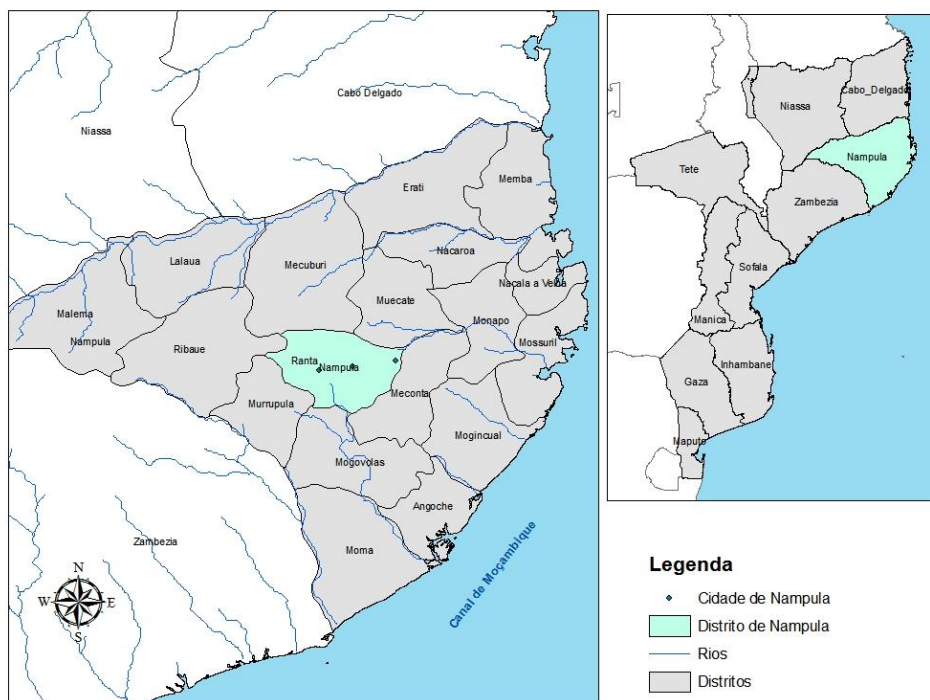 Cabo Delgado
Niassa
Erati
Memba
Lalaua
Mecuburi
Nacaroa
Nacala a Velha
Muecate
Malema
Monapo
Nampula
Ribaue
Mossuril
Ranta
Nampula
Meconta
Murrupula
Mogincual
Mogovolas
Angoche
Zambezia
Moma
Canal de Moçambique
N
W E
S
Cabo_Delgado
Niassa
Nampula
Tete
Zambezia
Sofala
Manica
Inhambane
Gaza
Maputo
Legenda
Cidade de Nampula
Distrito de Nampula
Rios
Distritos